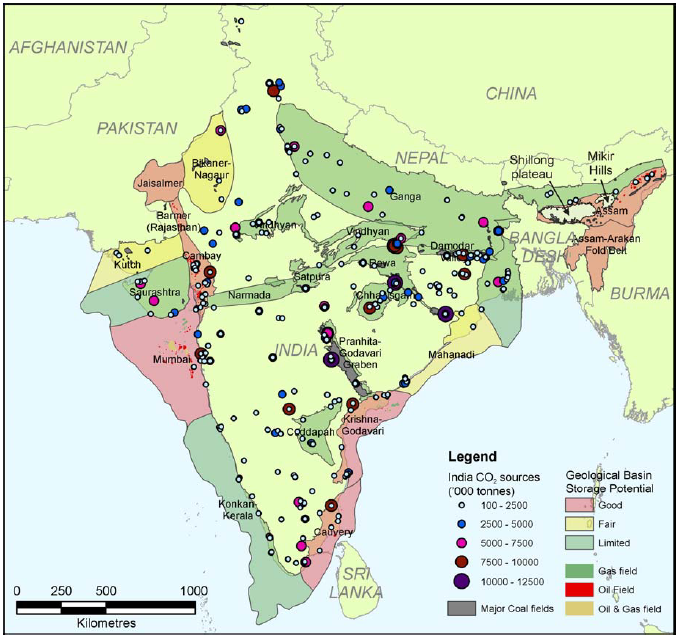 AFGHANISTAN
CHINA
PAKISTAN
NEPAL
Shillong
plateau
Mikir
Hills
Bikaner-
Nagaur
Jaisalmer
Ganga
Barmer
(Rajasthan)
Vindhyan
Vindhyan
Damodar
Assam
BANGLA
DESH
Assam-Arakan
Fold Belt
Kutch
Cambay
Satpura
Rewa
BURMA
Saurashtra
Narmada
Chhattisgarh
Mumbai
INDIA
Pranhita-
Godavari
Graben
Mahanadi
Cuddapah
Krishna-
Godavari
Konkan
Kerala
Cauvery
SRI
LANKA
Legend
India CO2 sources
('000 tonnes)
100 - 2500
2500 - 5000
5000 - 7500
7500 - 10000
10000 - 12500
Major Coal fields
Geological Basin
Storage Potential
Good
Fair
Limited
Gas field
Oil Field
Oil & Gas field
0 250 500 1000
Kilometres